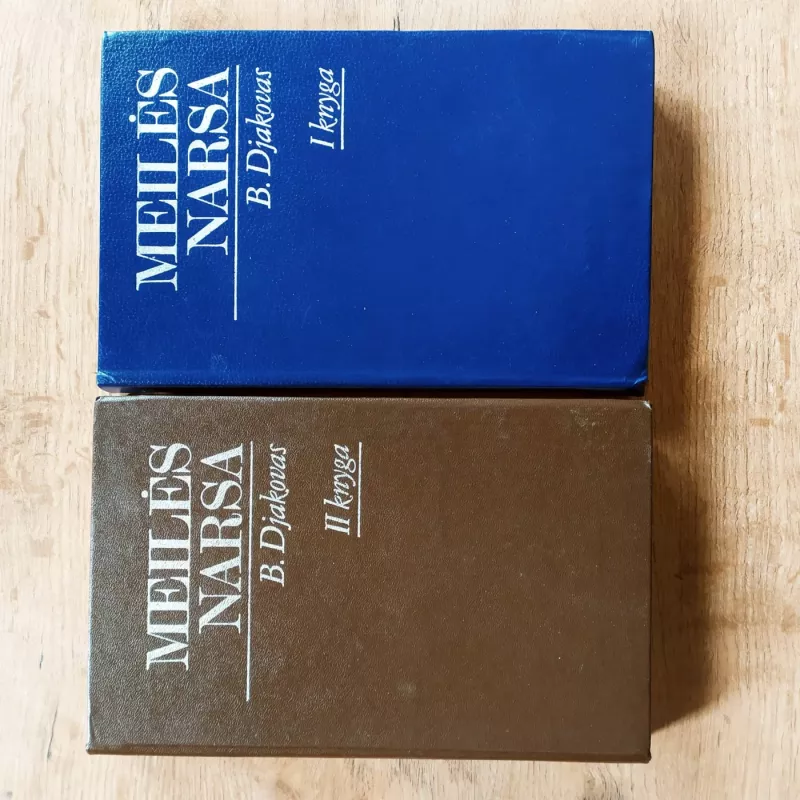 MEILĖS
NARSA
B. Djakovas
I knyga
MEILĖS
NARSA
B. Djakovas
II knyga